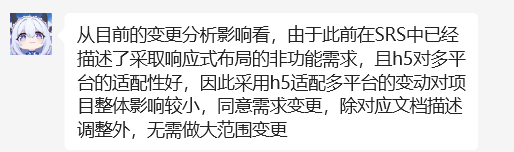 从目前的变更分析影响看，由于此前在SRS中已经
描述了采取响应式布局的非功能需求，且h5对多平
台的适配性好，因此采用h5适配多平台的变动对项
目整体影响较小，同意需求变更，除对应文档描述
调整外，无需做大范围变更